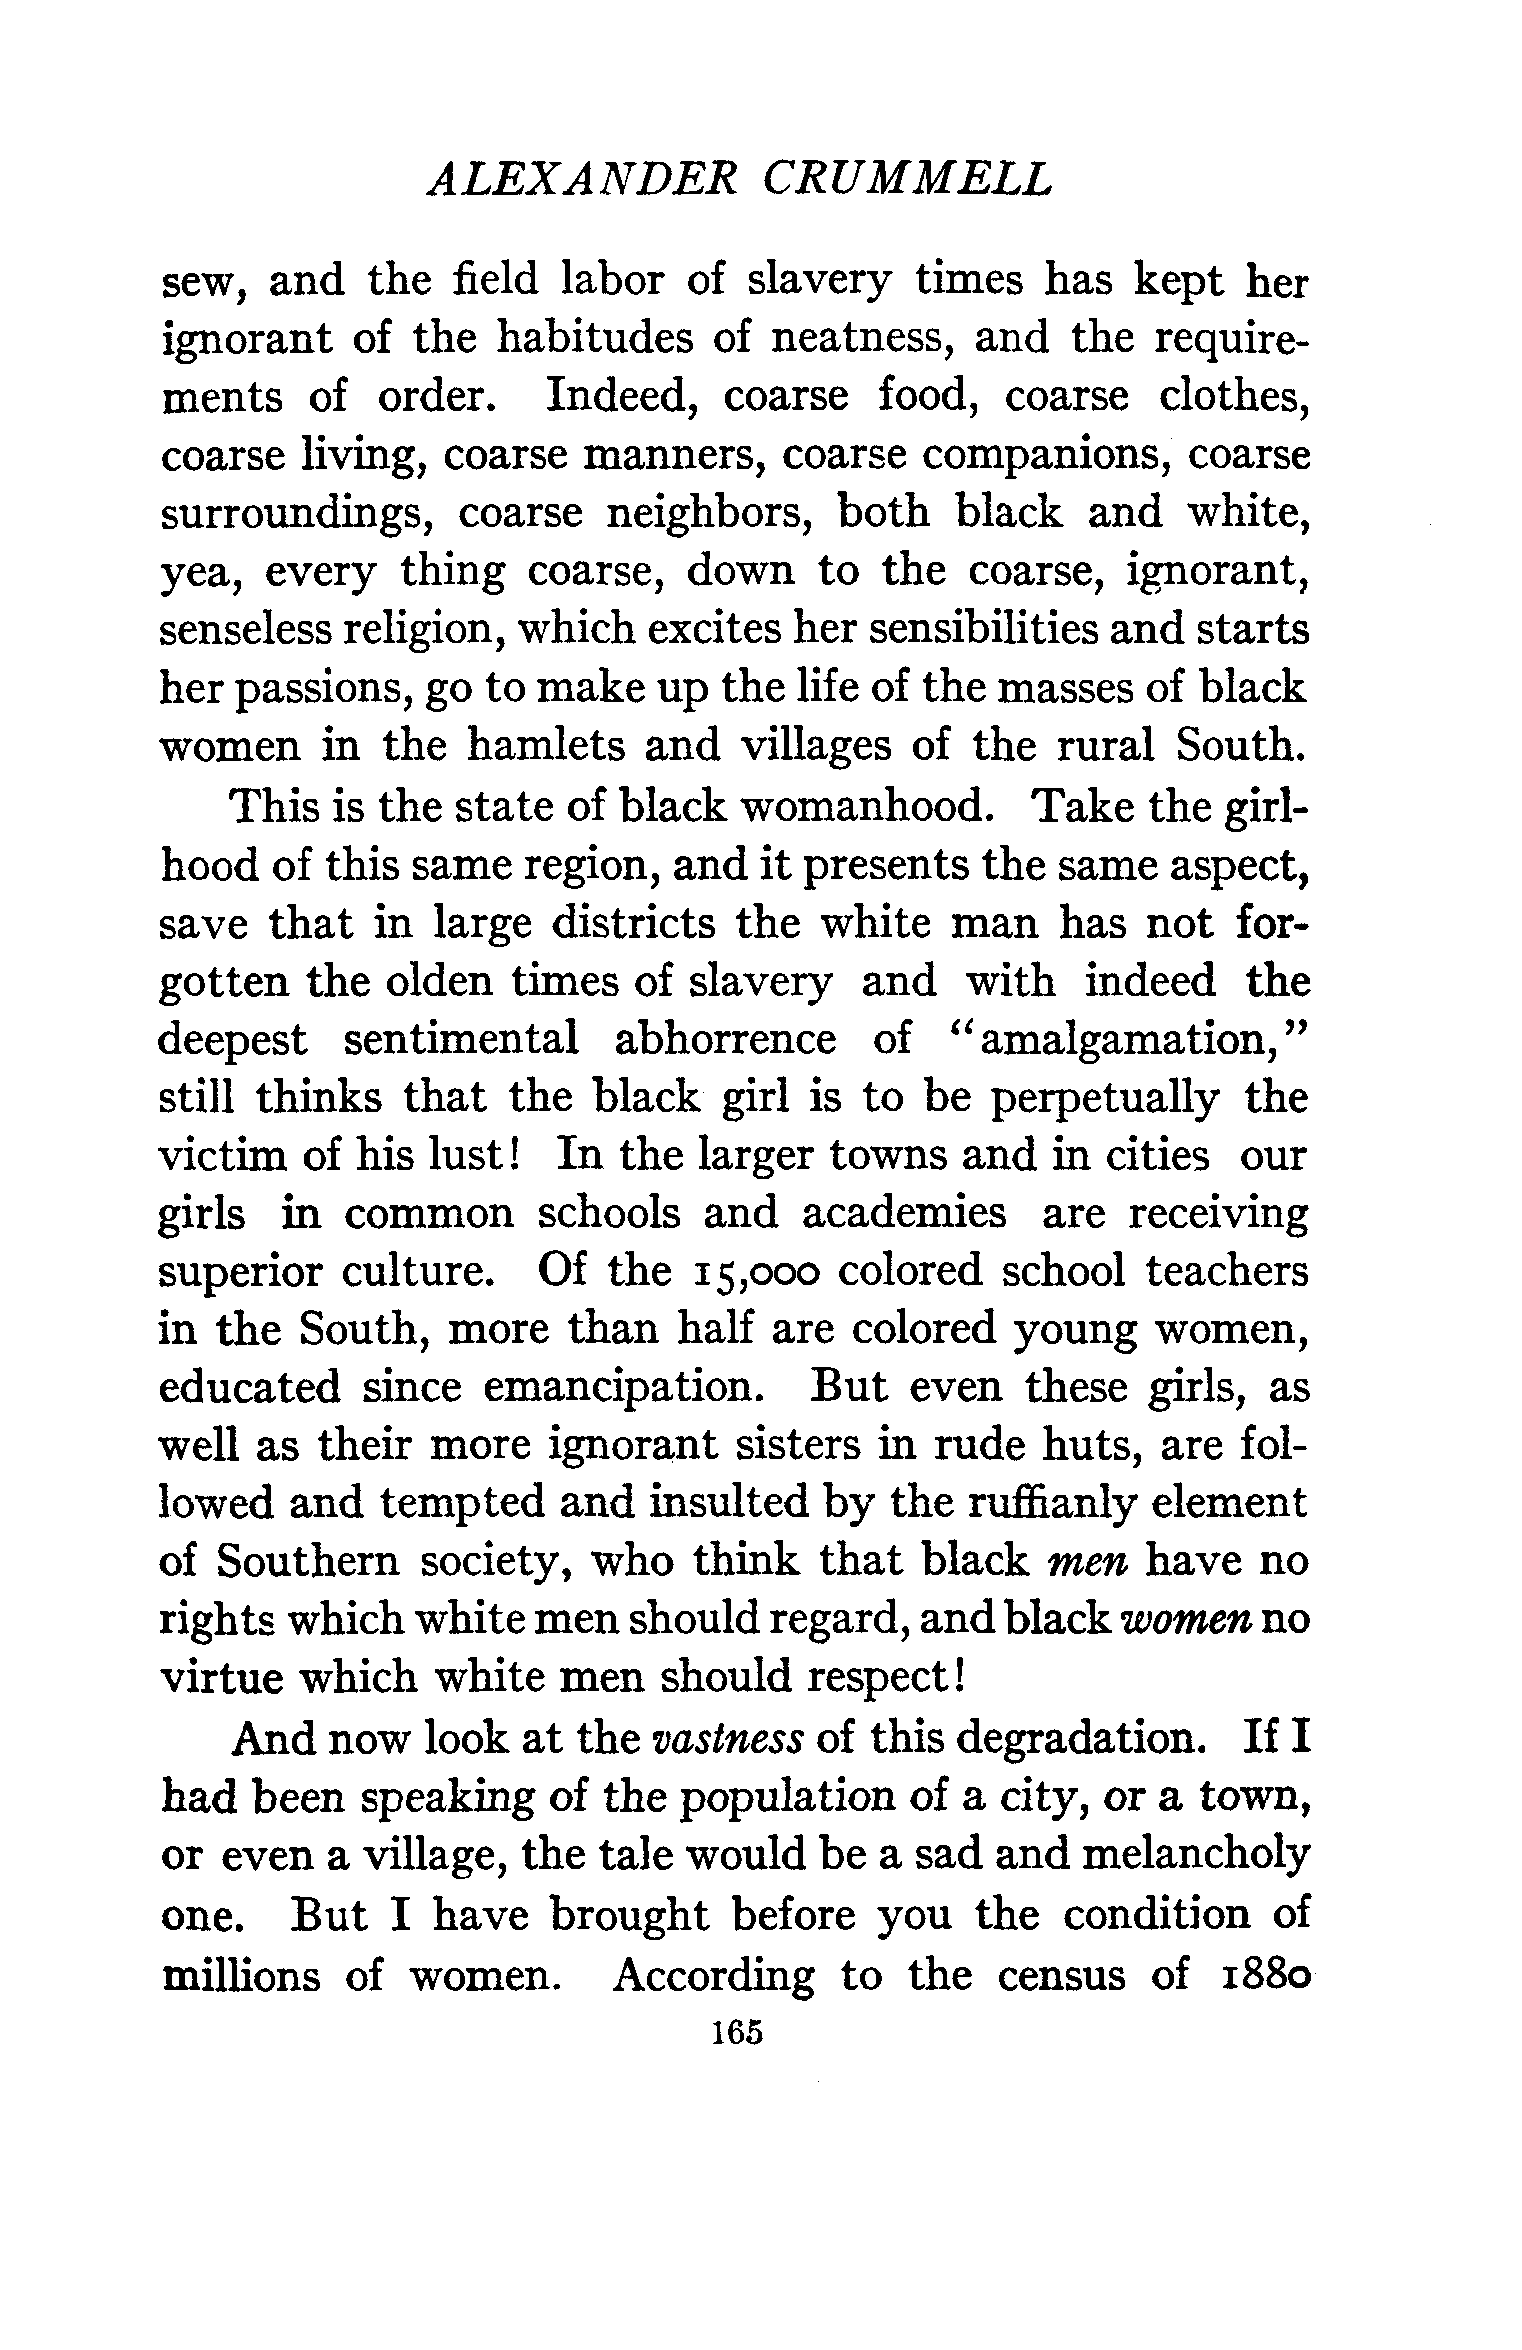 ALEXANDER CRUMMELL
sew, and the field labor of slavery times has kept her
ignorant of the habitudes of neatness, and the require-
ments of order. Indeed, coarse food, coarse clothes,
coarse living, coarse manners, coarse companions, coarse
surroundings, coarse neighbors, both black and white,
yea, every thing coarse, down to the coarse, ignorant,
senseless religion, which excites her sensibilities and starts
her passions, go to make up the life of the masses of black
women in the hamlets and villages of the rural South.
This is the state of black womanhood. Take the girl-
hood of this same region, and it presents the same aspect,
save that in large districts the white man has not for-
gotten the olden times of slavery and with indeed the
deepest sentimental abhorrence of "amalgamation,"
still thinks that the black girl is to be perpetually the
victim of his lust! In the larger towns and in cities our
girls in common schools and academies are receiving
superior culture. Of the 15,000 colored school teachers
in the South, more than half are colored young women,
educated since emancipation. But even these girls, as
well as their more ignorant sisters in rude huts, are fol-
lowed and tempted and insulted by the ruffianly element
of Southern society, who think that black men have no
rights which white men should regard, and black women no
virtue which white men should respect!
And now look at the vastness of this degradation. If I
had been speaking of the population of a city, or a town,
or even a village, the tale would be a sad and melancholy
one. But I have brought before you the condition of
millions of women. According to the census of 1880
165